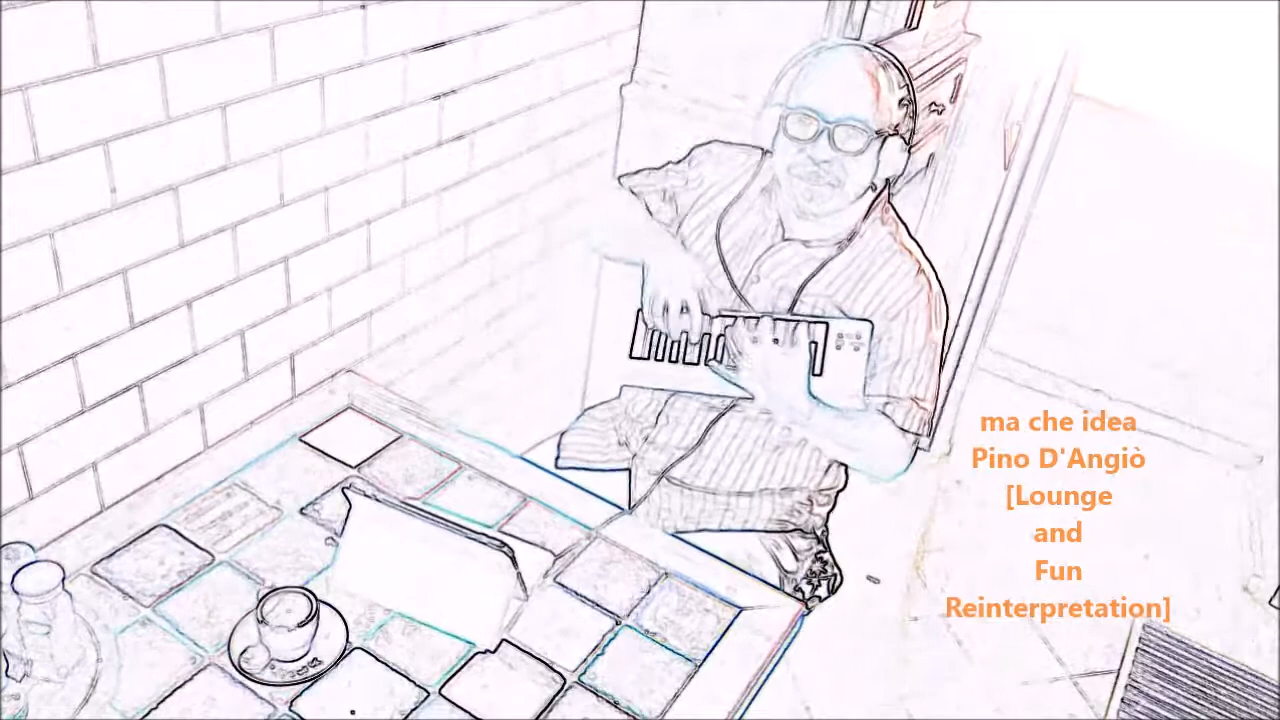 ma che idea
Pino D'Angiò
[Lounge
and
Fun
Reinterpretation]